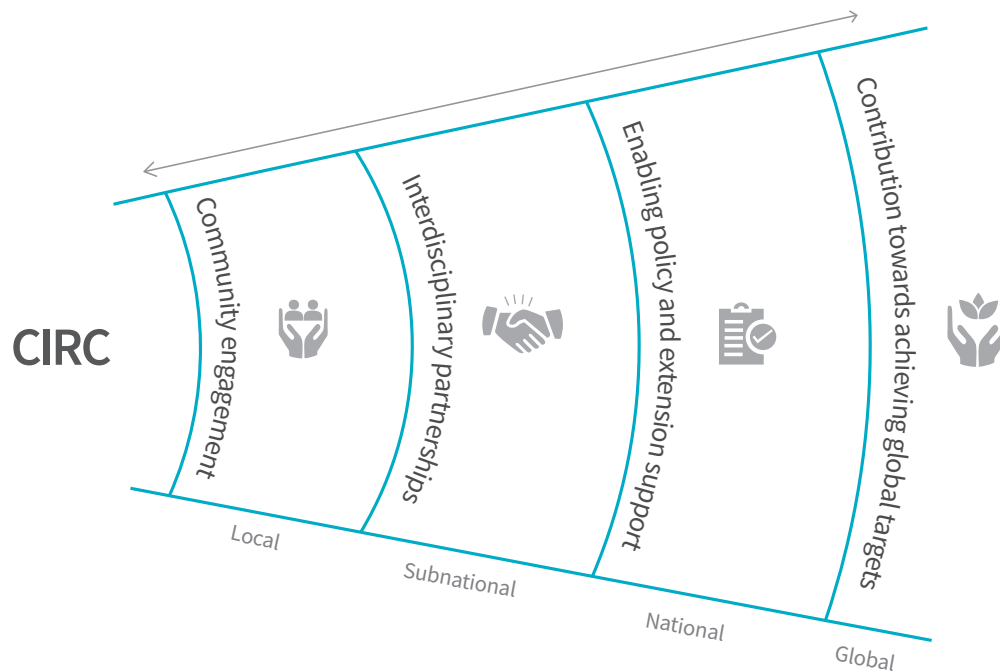 CIRC
Community engagement
Interdisciplinary partnerships
Enabling policy and extension support
Contribution towards achieving global targets
Local
Subnational
National
Global